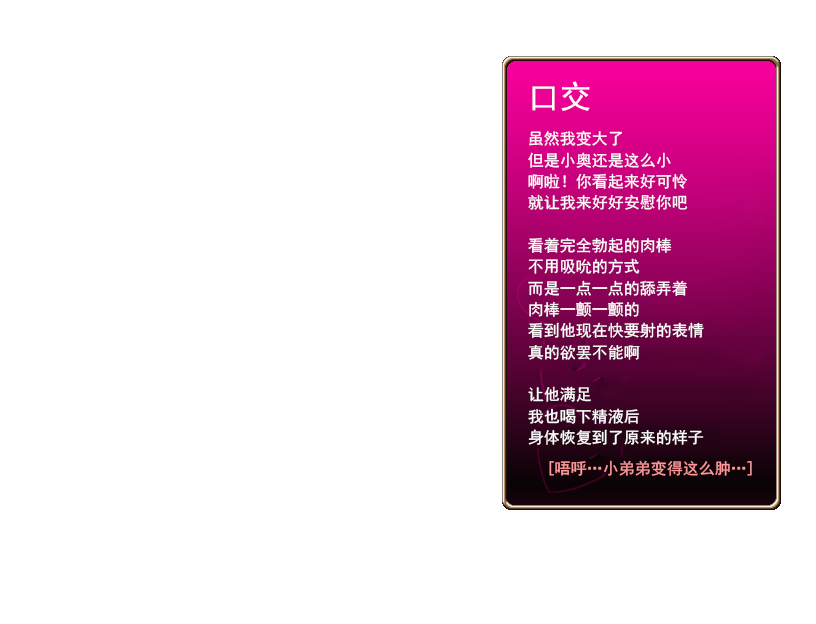 口交
虽然我变大了
但是小奥还是这么小
啊啦！你看起来好可怜
就让我来好好安慰你吧
看着完全勃起的肉棒
不用吸吮的方式
而是一点一点的舔弄着
肉棒一颤一颤的
看到他现在快要射的表情
真的欲罢不能啊
让他满足
我也喝下精液后
身体恢复到了原来的样子
[唔呼…小弟弟变得这么肿…]